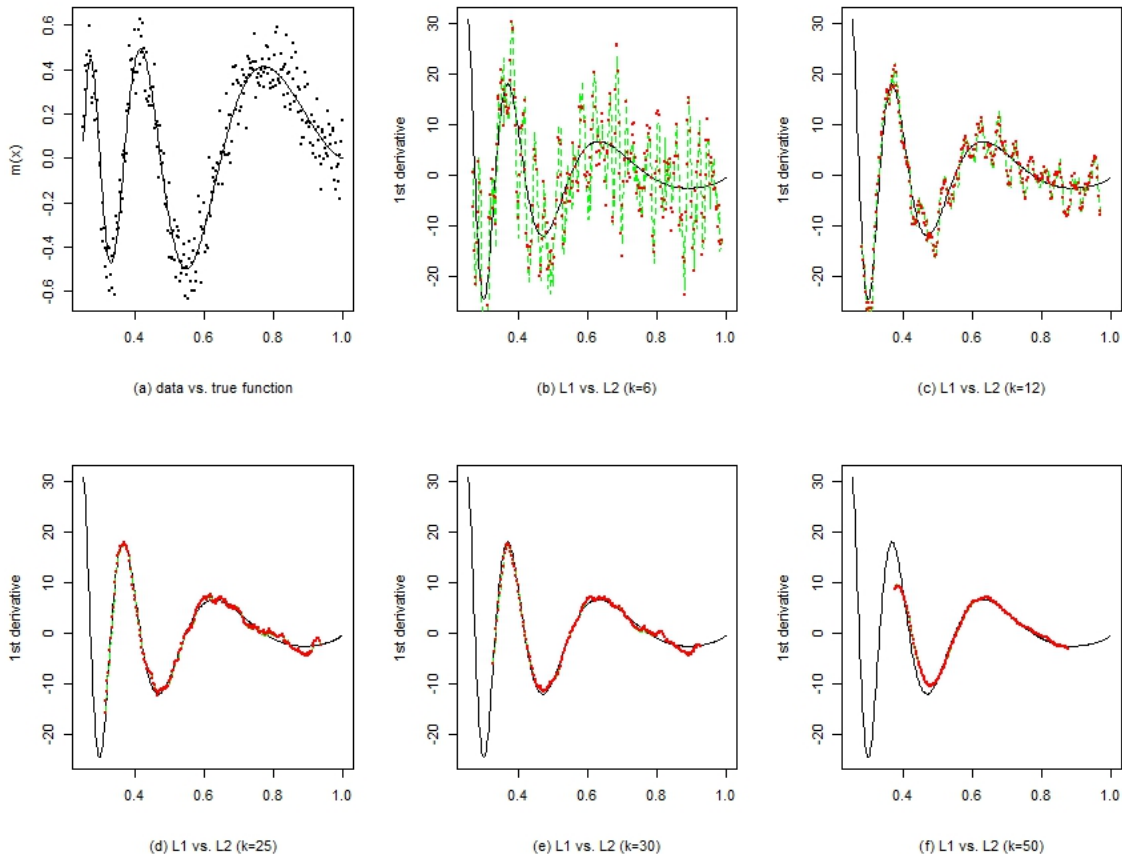 m(x)
0.6
0.4
0.2
0.0
-0.2
-0.4
-0.6
0.4 0.6 0.8 1.0
(a) data vs. true function
1st derivative
30
20
10
0
-10
-20
0.4 0.6 0.8 1.0
(b) L1 vs. L2 (k=6)
1st derivative
30
20
10
0
-10
-20
0.4 0.6 0.8 1.0
(c) L1 vs. L2 (k=12)
1st derivative
30
20
10
0
-10
-20
0.4 0.6 0.8 1.0
(d) L1 vs. L2 (k=25)
1st derivative
30
20
10
0
-10
-20
0.4 0.6 0.8 1.0
(e) L1 vs. L2 (k=30)
1st derivative
30
20
10
0
-10
-20
0.4 0.6 0.8 1.0
(f) L1 vs. L2 (k=50)